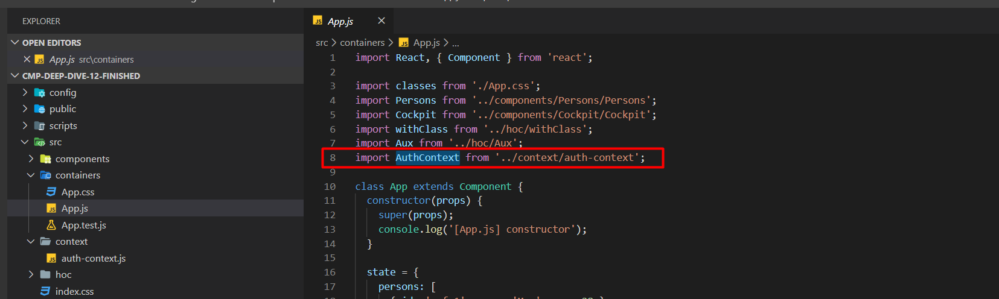 EXPLORER
OPEN EDITORS
App.js src\containers
CMP-DEEP-DIVE-12-FINISHED
config
public
scripts
src
components
containers
App.css
App.js
App.test.js
context
auth-context.js
hoc
index.css
App.js
src > containers > App.js > ...
1 import React, { Component } from 'react';
2
3 import classes from './App.css';
4 import Persons from '../components/Persons/Persons';
5 import Cockpit from '../components/Cockpit/Cockpit';
6 import withClass from '../hoc/withClass';
7 import Aux from '../hoc/Aux';
8 import AuthContext from '../context/auth-context';
9
10 class App extends Component {
11 constructor(props) {
12 super(props);
13 console.log('[App.js] constructor');
14 }
15
16 state = {
17 persons: [